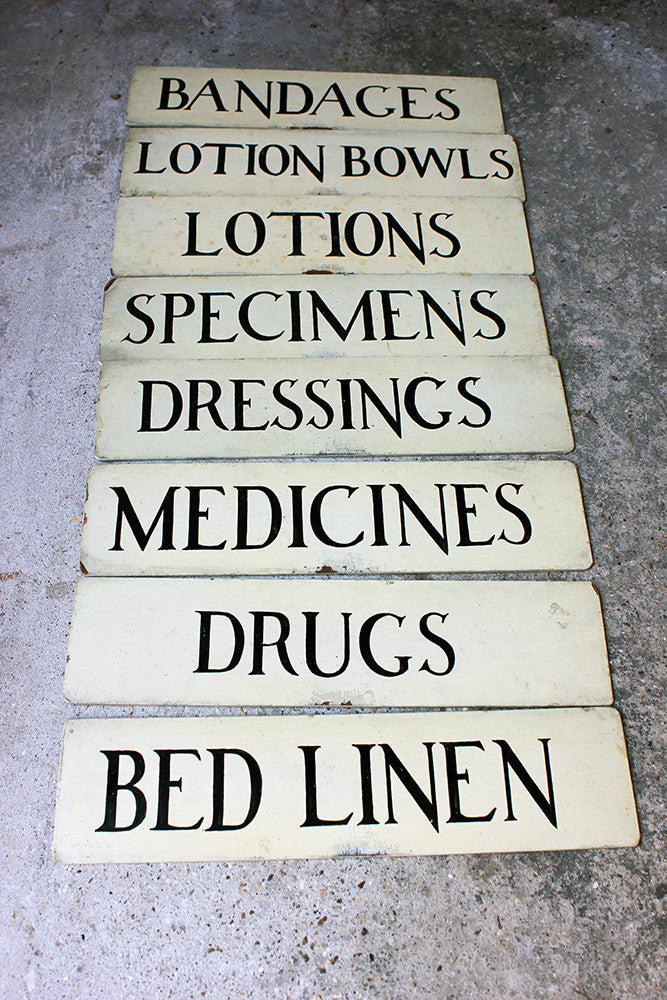 BANDAGES
LOTION BOWLS
LOTIONS
SPECIMENS
DRESSINGS
MEDICINES
DRUGS
BED LINEN